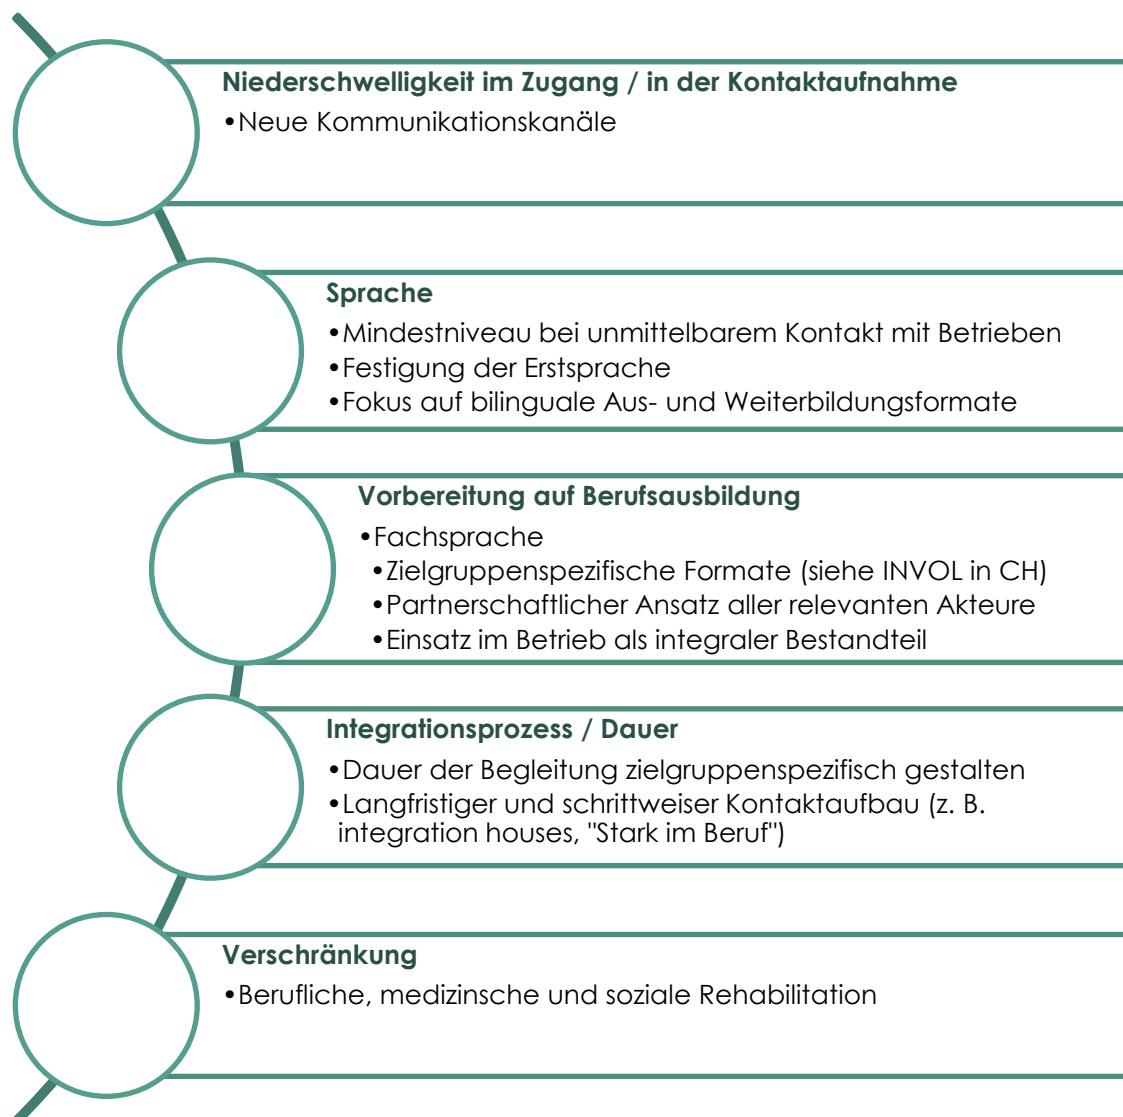 Niederschwelligkeit im Zugang / in der Kontaktaufnahme
•Neue Kommunikationskanäle
Sprache
•Mindestniveau bei unmittelbarem Kontakt mit Betrieben
•Festigung der Erstsprache
•Fokus auf bilinguale Aus- und Weiterbildungsformate
Vorbereitung auf Berufsausbildung
•Fachsprache
•Zielgruppenspezifische Formate (siehe INVOL in CH)
•Partnerschaftlicher Ansatz aller relevanten Akteure
•Einsatz im Betrieb als integraler Bestandteil
Integrationsprozess / Dauer
•Dauer der Begleitung zielgruppenspezifisch gestalten
•Langfristiger und schrittweiser Kontaktaufbau (z. B.
integration houses, "Stark im Beruf")
Verschränkung
•Berufliche, medizinsche und soziale Rehabilitation